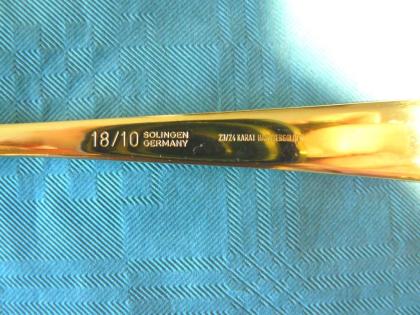 18/10 SOLINGEN
GERMANY
23/24 KARAT